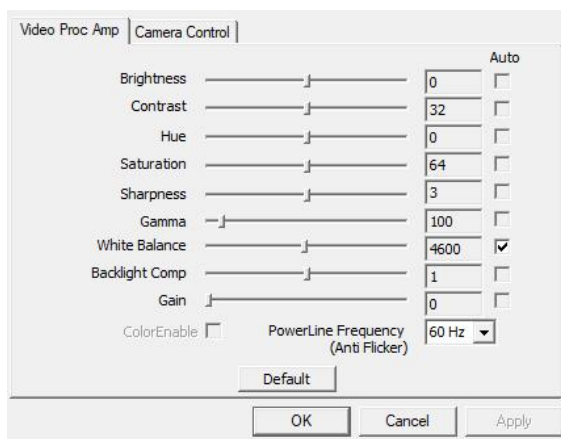 Video Proc Amp Camera Control
Auto
Brightness 0
Contrast 32
Hue 0
Saturation 64
Sharpness 3
Gamma 100
White Balance 4600
Backlight Comp 1
Gain 0
ColorEnable PowerLine Frequency 60 Hz
(Anti Flicker)
Default
OK Cancel Apply